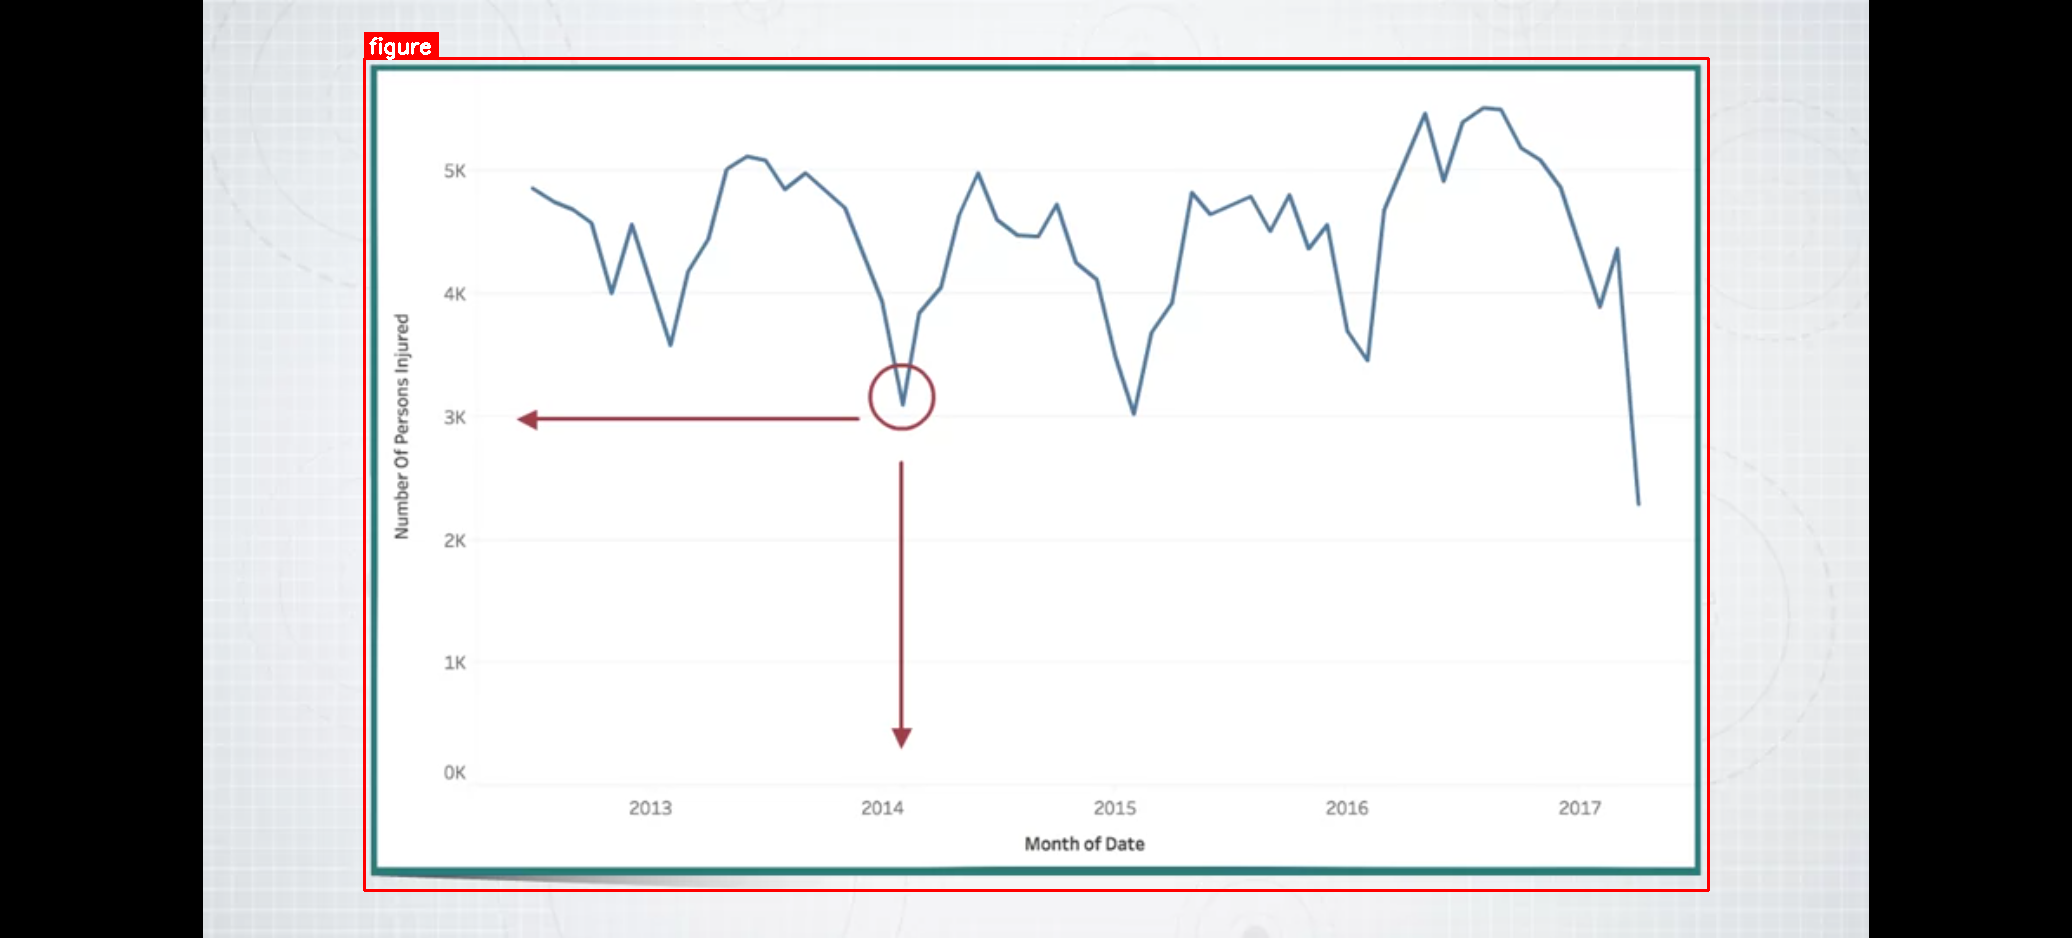 figure
5K
4K
3K
2K
1K
0K
Number Of Persons Injured
2013 2014 2015 2016 2017
Month of Date